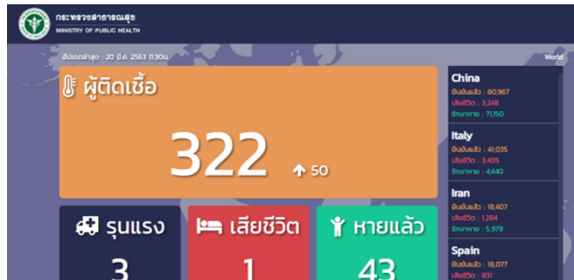 กระทรวงสาธารณสุข
MINISTRY OF PUBLIC HEALTH
อัปเดตล่าสุด : 20 มี.ค. 2563 11:30น.
World
ผู้ติดเชื้อ
322 ↑ 50
รุนแรง
3
เสียชีวิต
1
หายแล้ว
43
China
ยืนยันแล้ว : 80,967
เสียชีวิต : 3,248
รักษาหาย : 71,150
Italy
ยืนยันแล้ว : 41,035
เสียชีวิต : 3,405
รักษาหาย : 4,440
Iran
ยืนยันแล้ว : 18,407
เสียชีวิต : 1,284
รักษาหาย : 5,979
Spain
ยืนยันแล้ว : 18,077
เสียชีวิต : 831